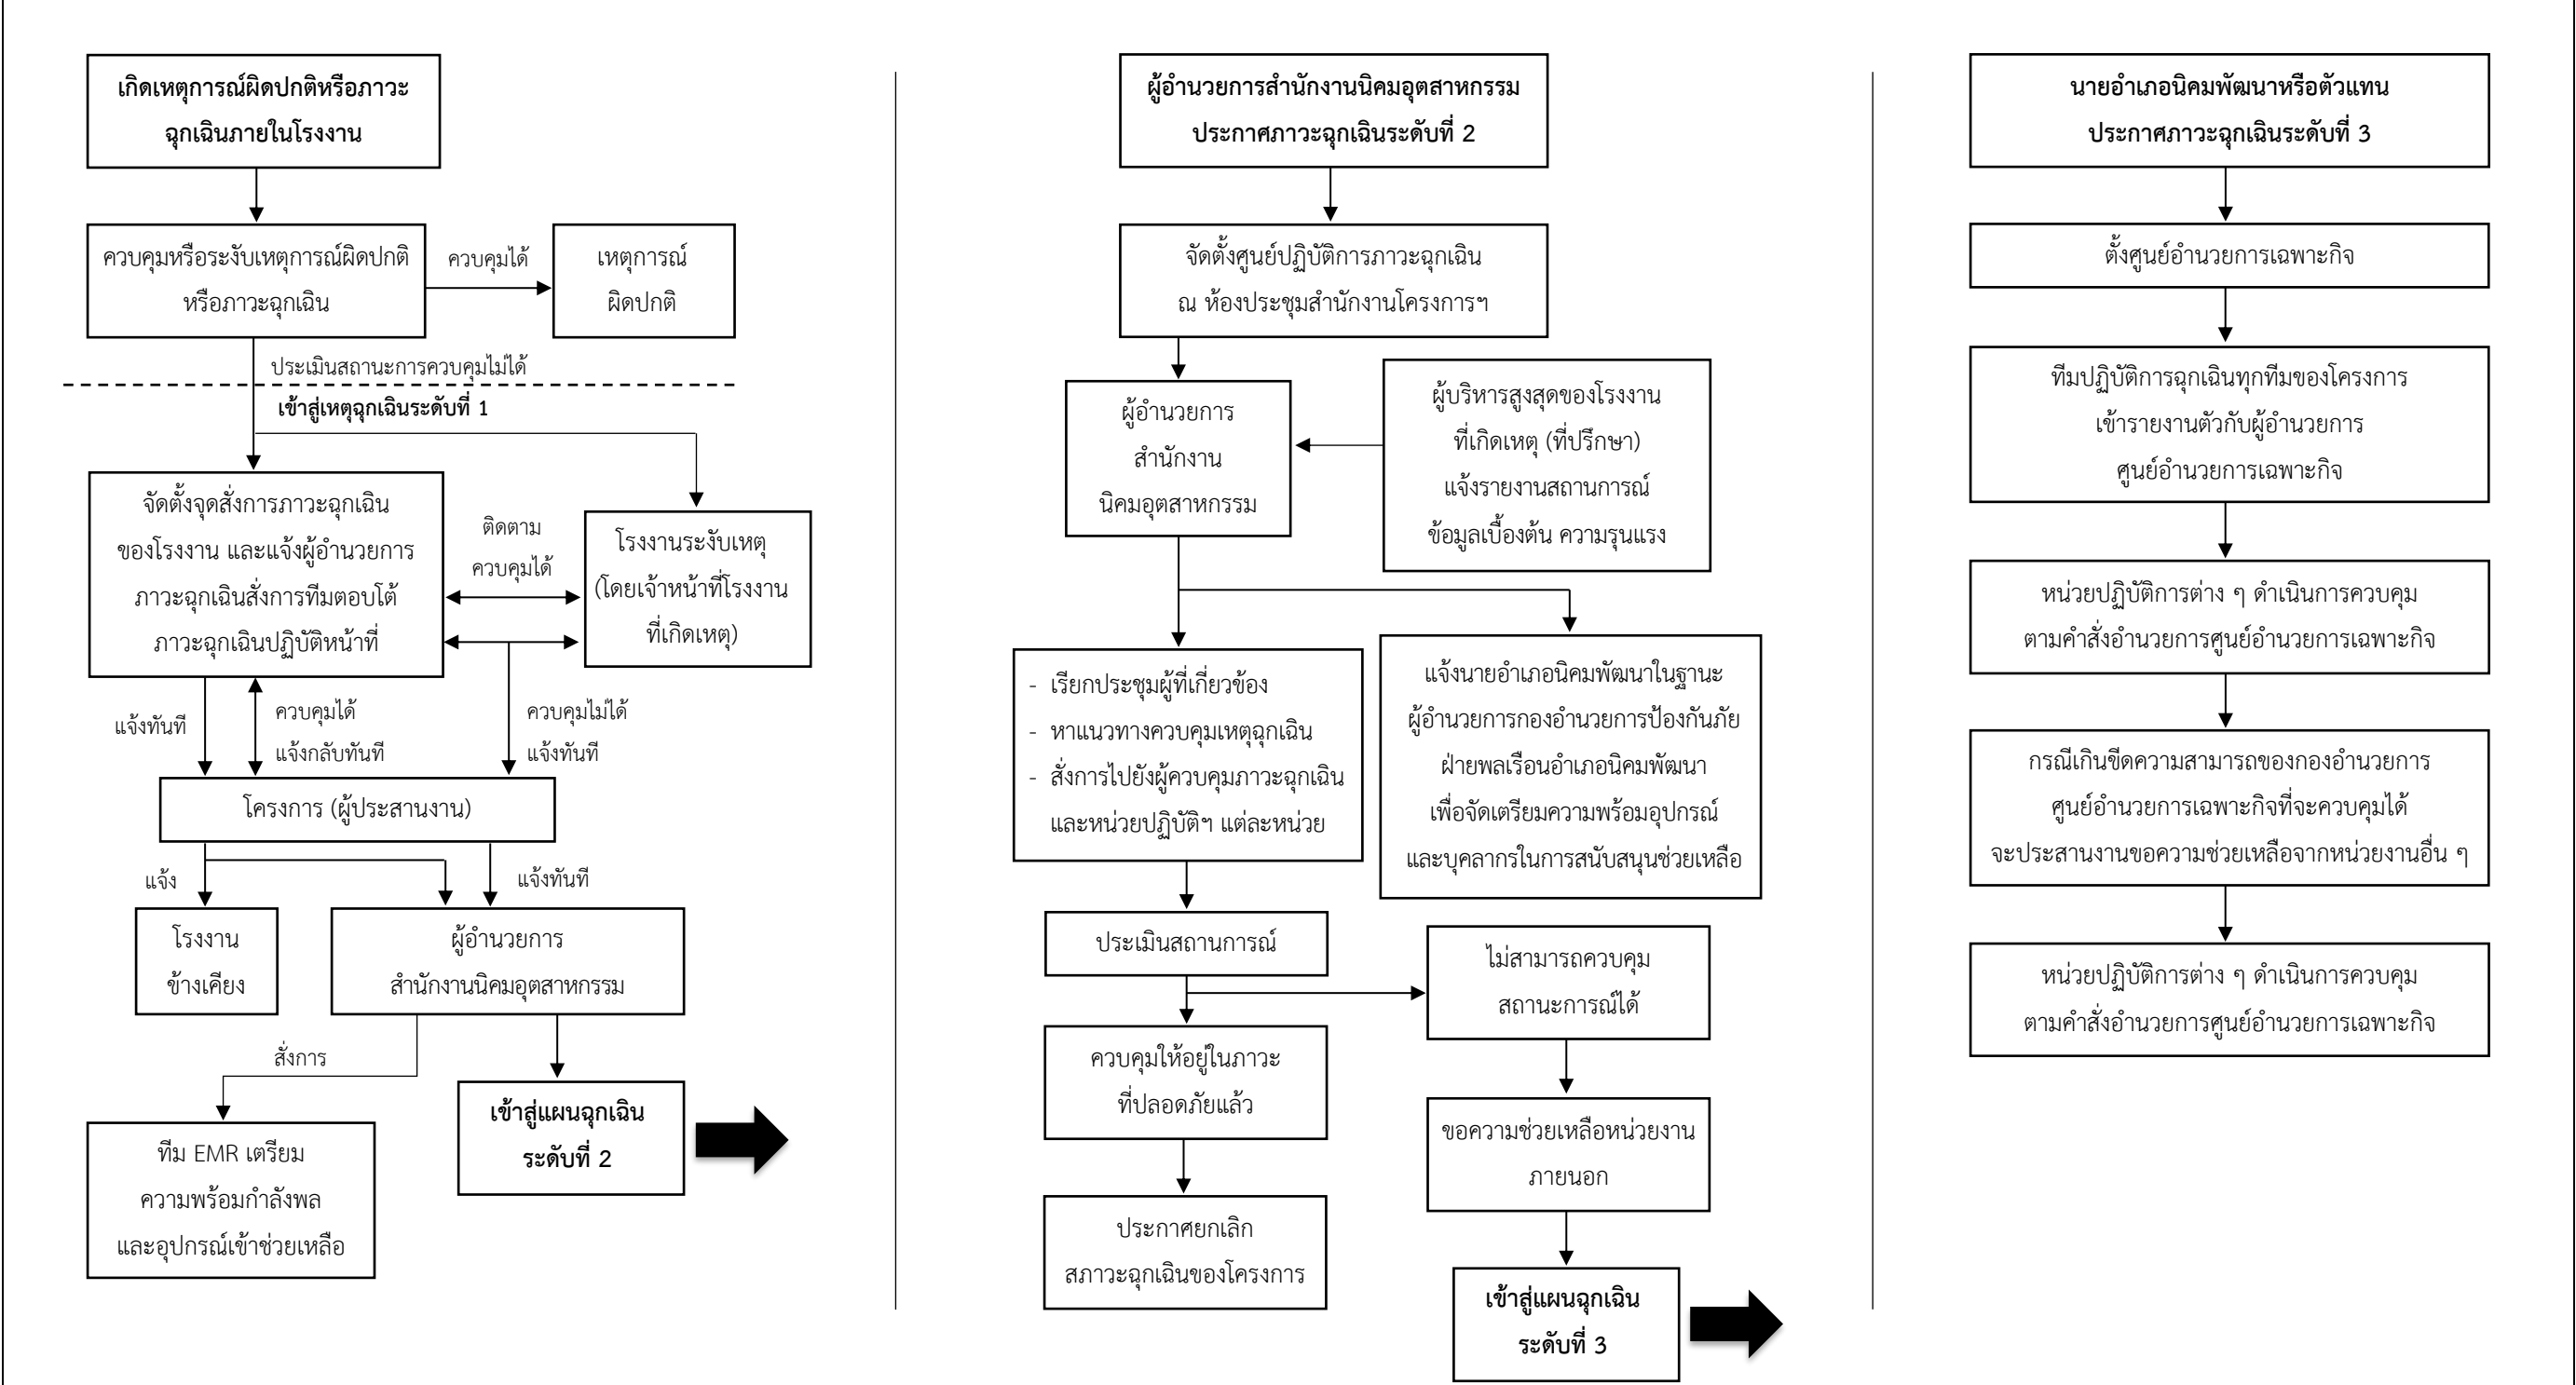 เกิดเหตุการณ์ผิดปกติหรือภาวะ
ฉุกเฉินภายในโรงงาน
ควบคุมหรือระงับเหตุการณ์ผิดปกติ
หรือภาวะฉุกเฉิน
ควบคุมได้
เหตุการณ์
ผิดปกติ
ประเมินสถานะการควบคุมไม่ได้
เข้าสู่เหตุฉุกเฉินระดับที่ 1
จัดตั้งจุดสั่งการภาวะฉุกเฉิน
ของโรงงาน และแจ้งผู้อำนวยการ
ภาวะฉุกเฉินสั่งการทีมตอบโต้
ภาวะฉุกเฉินปฏิบัติหน้าที่
ติดตาม
ควบคุมได้
โรงงานระงับเหตุ
(โดยเจ้าหน้าที่โรงงาน
ที่เกิดเหตุ)
แจ้งทันที
ควบคุมได้
แจ้งกลับทันที
ควบคุมไม่ได้
แจ้งทันที
โครงการ (ผู้ประสานงาน)
แจ้ง
แจ้งทันที
โรงงาน
ข้างเคียง
ผู้อำนวยการ
สำนักงานนิคมอุตสาหกรรม
สั่งการ
ทีม EMR เตรียม
ความพร้อมกำลังพล
และอุปกรณ์เข้าช่วยเหลือ
เข้าสู่แผนฉุกเฉิน
ระดับที่ 2
ผู้อำนวยการสำนักงานนิคมอุตสาหกรรม
ประกาศภาวะฉุกเฉินระดับที่ 2
จัดตั้งศูนย์ปฏิบัติการภาวะฉุกเฉิน
ณ ห้องประชุมสำนักงานโครงการฯ
ผู้อำนวยการ
สำนักงาน
นิคมอุตสาหกรรม
ผู้บริหารสูงสุดของโรงงาน
ที่เกิดเหตุ (ที่ปรึกษา)
แจ้งรายงานสถานการณ์
ข้อมูลเบื้องต้น ความรุนแรง
- เรียกประชุมผู้ที่เกี่ยวข้อง
- หาแนวทางควบคุมเหตุฉุกเฉิน
- สั่งการไปยังผู้ควบคุมภาวะฉุกเฉิน
และหน่วยปฏิบัติฯ แต่ละหน่วย
แจ้งนายอำเภอนิคมพัฒนาในฐานะ
ผู้อำนวยการกองอำนวยการป้องกันภัย
ฝ่ายพลเรือนอำเภอนิคมพัฒนา
เพื่อจัดเตรียมความพร้อมอุปกรณ์
และบุคลากรในการสนับสนุนช่วยเหลือ
ประเมินสถานการณ์
ไม่สามารถควบคุม
สถานะการณ์ได้
ควบคุมให้อยู่ในภาวะ
ที่ปลอดภัยแล้ว
ขอความช่วยเหลือหน่วยงาน
ภายนอก
ประกาศยกเลิก
สภาวะฉุกเฉินของโครงการ
เข้าสู่แผนฉุกเฉิน
ระดับที่ 3
นายอำเภอนิคมพัฒนาหรือตัวแทน
ประกาศภาวะฉุกเฉินระดับที่ 3
ตั้งศูนย์อำนวยการเฉพาะกิจ
ทีมปฏิบัติการฉุกเฉินทุกทีมของโครงการ
เข้ารายงานตัวกับผู้อำนวยการ
ศูนย์อำนวยการเฉพาะกิจ
หน่วยปฏิบัติการต่าง ๆ ดำเนินการควบคุม
ตามคำสั่งอำนวยการศูนย์อำนวยการเฉพาะกิจ
กรณีเกินขีดความสามารถของกองอำนวยการ
ศูนย์อำนวยการเฉพาะกิจที่จะควบคุมได้
จะประสานงานขอความช่วยเหลือจากหน่วยงานอื่น ๆ
หน่วยปฏิบัติการต่าง ๆ ดำเนินการควบคุม
ตามคำสั่งอำนวยการศูนย์อำนวยการเฉพาะกิจ